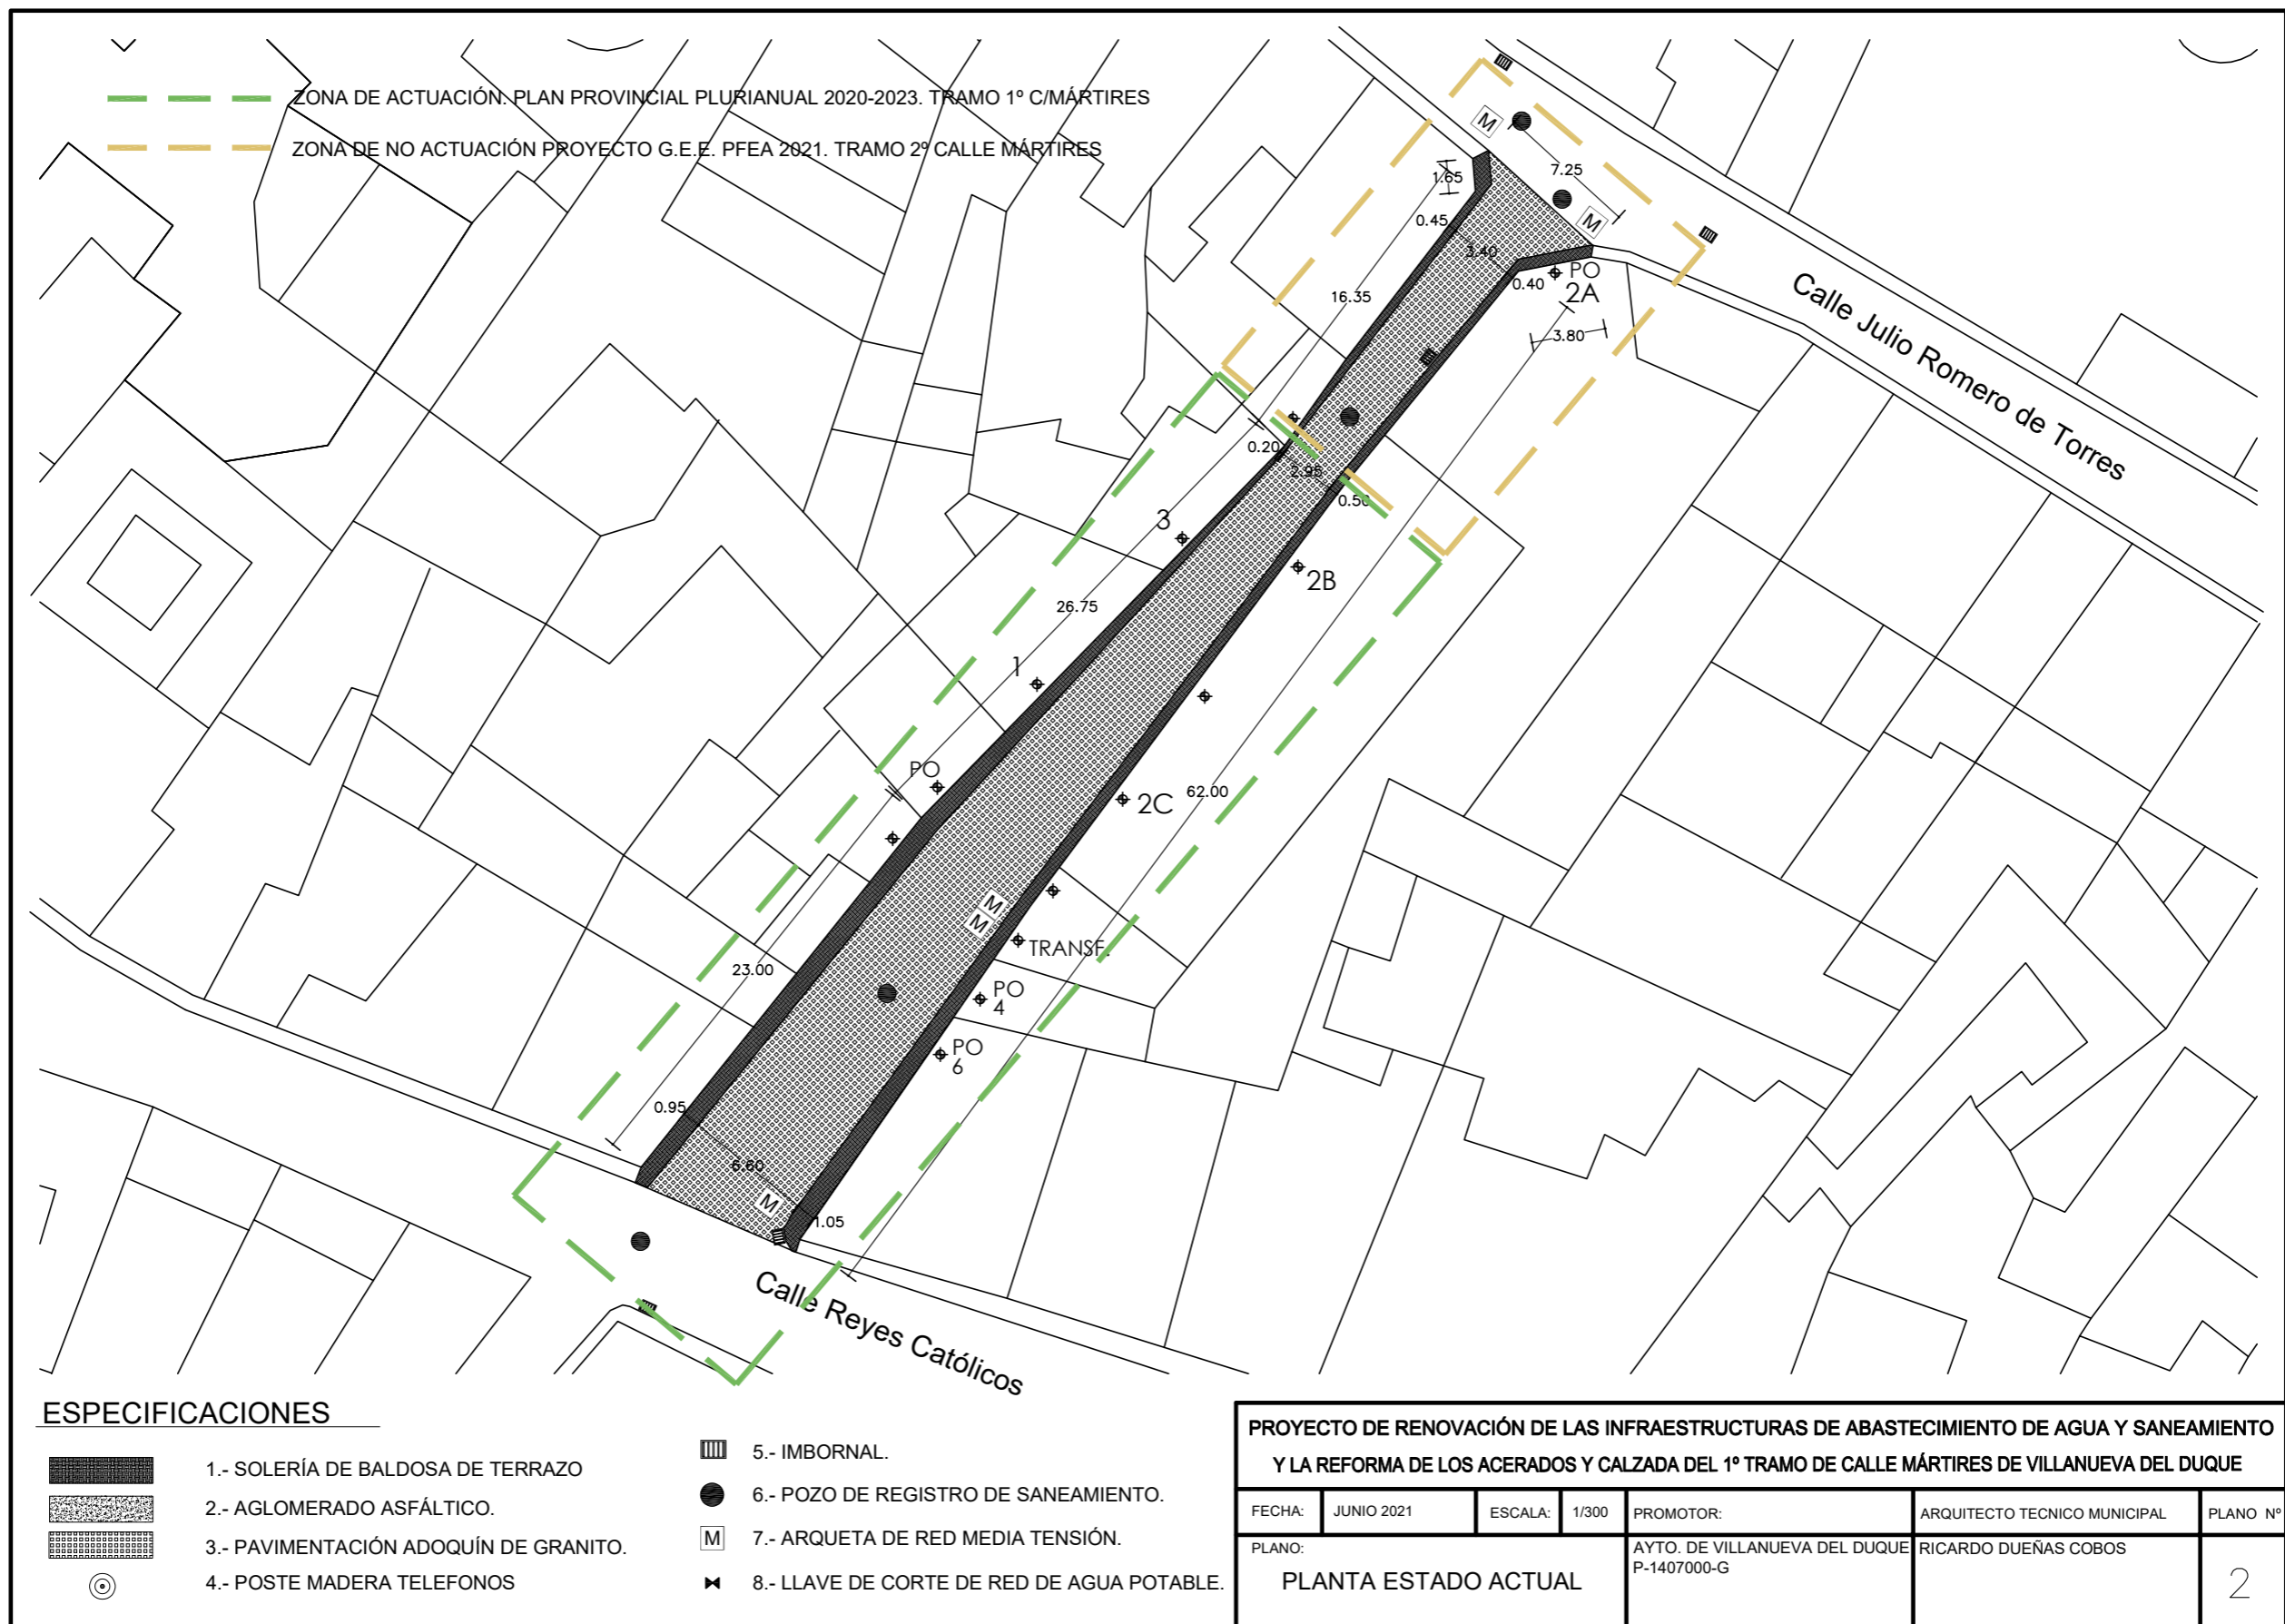 ZONA DE ACTUACIÓN. PLAN PROVINCIAL PLURIANUAL 2020-2023. TRAMO 1º C/MÁRTIRES
ZONA DE NO ACTUACIÓN PROYECTO G.E.E. PFEA 2021. TRAMO 2º CALLE MÁRTIRES
M
7.25
1.65
M
0.45
3.40
0.40
PO
2A
16.35
3.80
Calle Julio Romero de Torres
0.20
2.95
0.50
3
2B
26.75
1
PO
2C
62.00
M
M
TRANSF.
23.00
PO
4
PO
6
0.95
6.60
M
1.05
Calle Reyes Católicos
ESPECIFICACIONES
1.- SOLERÍA DE BALDOSA DE TERRAZO
2.- AGLOMERADO ASFÁLTICO.
3.- PAVIMENTACIÓN ADOQUÍN DE GRANITO.
4.- POSTE MADERA TELEFONOS
5.- IMBORNAL.
6.- POZO DE REGISTRO DE SANEAMIENTO.
M 7.- ARQUETA DE RED MEDIA TENSIÓN.
8.- LLAVE DE CORTE DE RED DE AGUA POTABLE.
PROYECTO DE RENOVACIÓN DE LAS INFRAESTRUCTURAS DE ABASTECIMIENTO DE AGUA Y SANEAMIENTO
Y LA REFORMA DE LOS ACERADOS Y CALZADA DEL 1º TRAMO DE CALLE MÁRTIRES DE VILLANUEVA DEL DUQUE
FECHA: JUNIO 2021 ESCALA: 1/300 PROMOTOR: ARQUITECTO TECNICO MUNICIPAL PLANO Nº
PLANO:
PLANTA ESTADO ACTUAL
AYTO. DE VILLANUEVA DEL DUQUE
P-1407000-G
RICARDO DUEÑAS COBOS
2